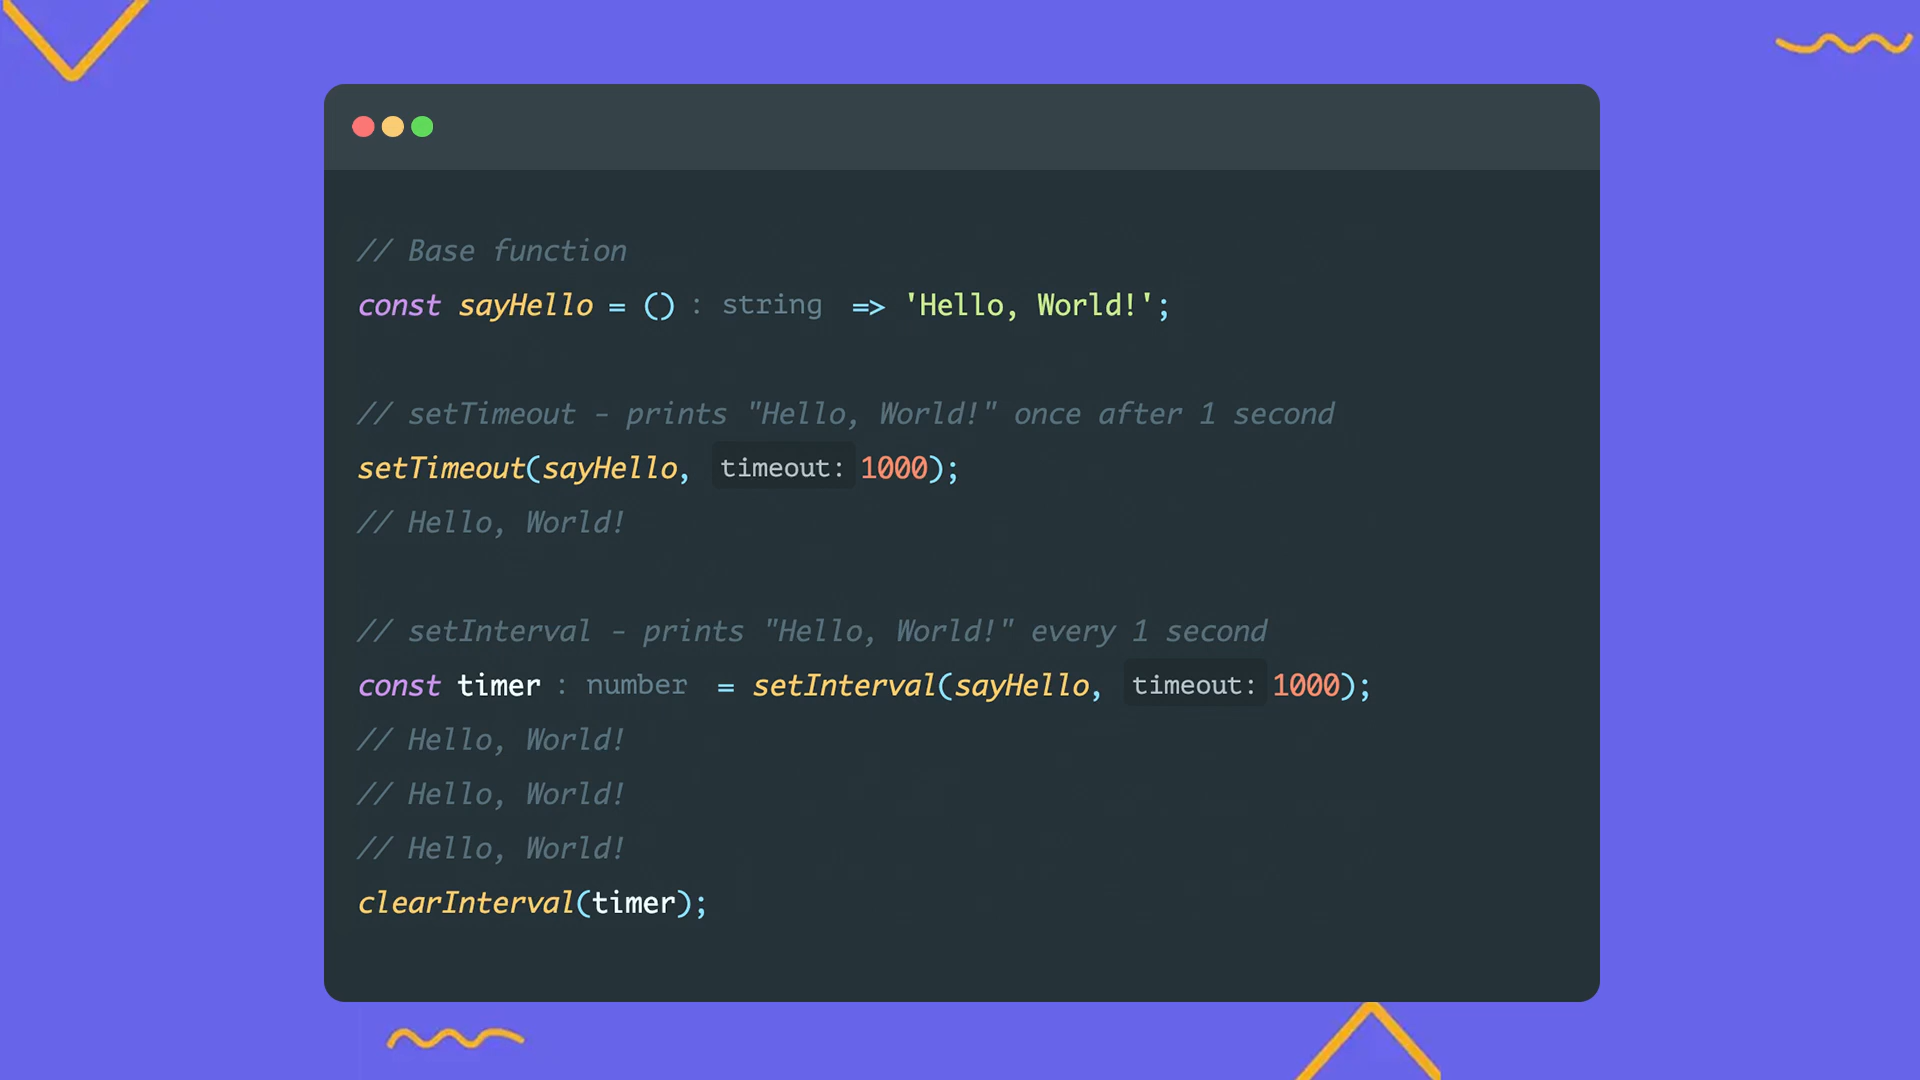 // Base function
const sayHello = () : string => 'Hello, World!';
// setTimeout - prints "Hello, World!" once after 1 second
setTimeout(sayHello, timeout: 1000);
// Hello, World!
// setInterval - prints "Hello, World!" every 1 second
const timer : number = setInterval(sayHello, timeout: 1000);
// Hello, World!
// Hello, World!
// Hello, World!
clearInterval(timer);